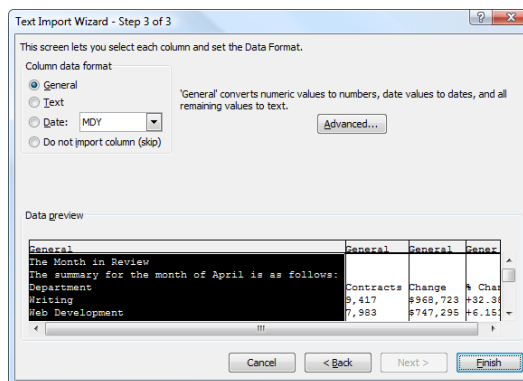 Text Import Wizard - Step 3 of 3
This screen lets you select each column and set the Data Format.
Column data format
General
Text
Date: MDY
Do not import column (skip)
'General' converts numeric values to numbers, date values to dates, and all
remaining values to text.
Advanced...
Data preview
General General General Gener
The Month in Review
The summary for the month of April is as follows:
Department Contracts Change % Chan
Writing 9,417 $968,723 +32.38
Web Development 7,983 $747,295 +6.152
Cancel < Back Next > Finish